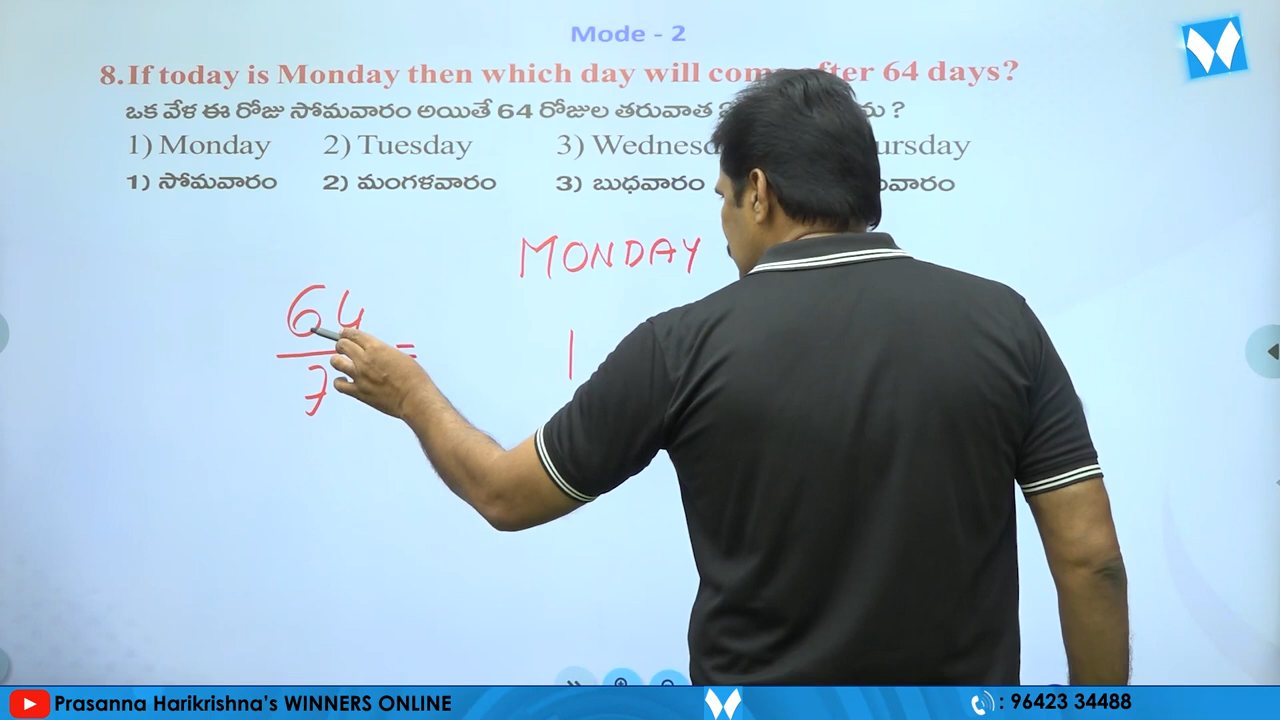 Mode - 2
8.If today is Monday then which day will come after 64 days?
ఒక వేళ ఈ రోజు సోమవారం అయితే 64 రోజుల తరువాత ?
1) Monday 2) Tuesday 3) Wednesd ursday
1) సోమవారం 2) మంగళవారం 3) బుధవారం వారం
MONDAY
64
=
7
1
Prasanna Harikrishna's WINNERS ONLINE
: 96423 34488